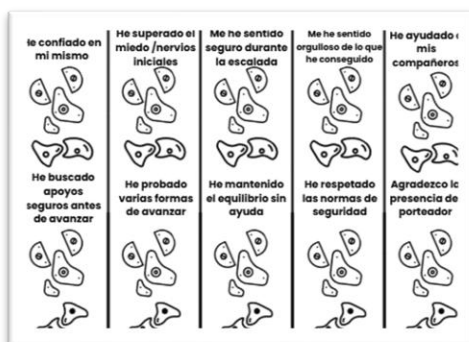 He confiado en
mi mismo
He superado el
miedo /nervios
iniciales
Me he sentido
seguro durante
la escalada
Me he sentido
orgulloso de lo que
he conseguido
He ayudado
mis
compañeros
He buscado
apoyos
seguros antes
de avanzar
He probado
varias formas
de avanzar
He mantenido
el equilibrio sin
ayuda
He respetado
las normas de
seguridad
Agradezco
presencia de
porteador